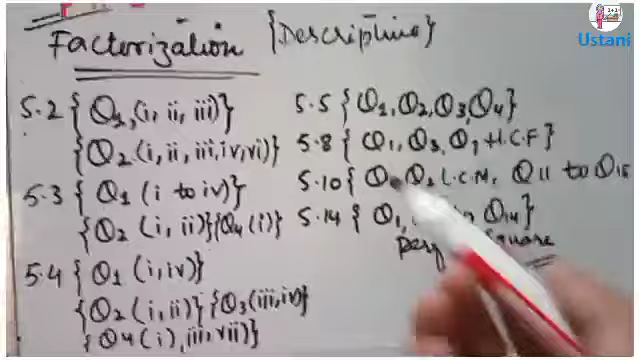 Factorization {Descriptive}
Ustani
5.2 { Q1, (i, ii, iii)}
{Q2 (i, ii, iii, iv, vi)}
5.3 { Q1 (i to iv)}
{Q2 (i, ii)}{Q4 (i)}
5.4 { Q1 (i, iv)}
{Q2 (i, ii)} {Q3 (iii, iv)}
{Q4 (i), iii, vii)}
5.5 { Q1, Q2, Q3, Q4}
5.8 { Q1, Q3, Q7 H.C.F}
5.10 { L.C.M, Q11 to Q15
5.14 { Q1, Q14}
Square